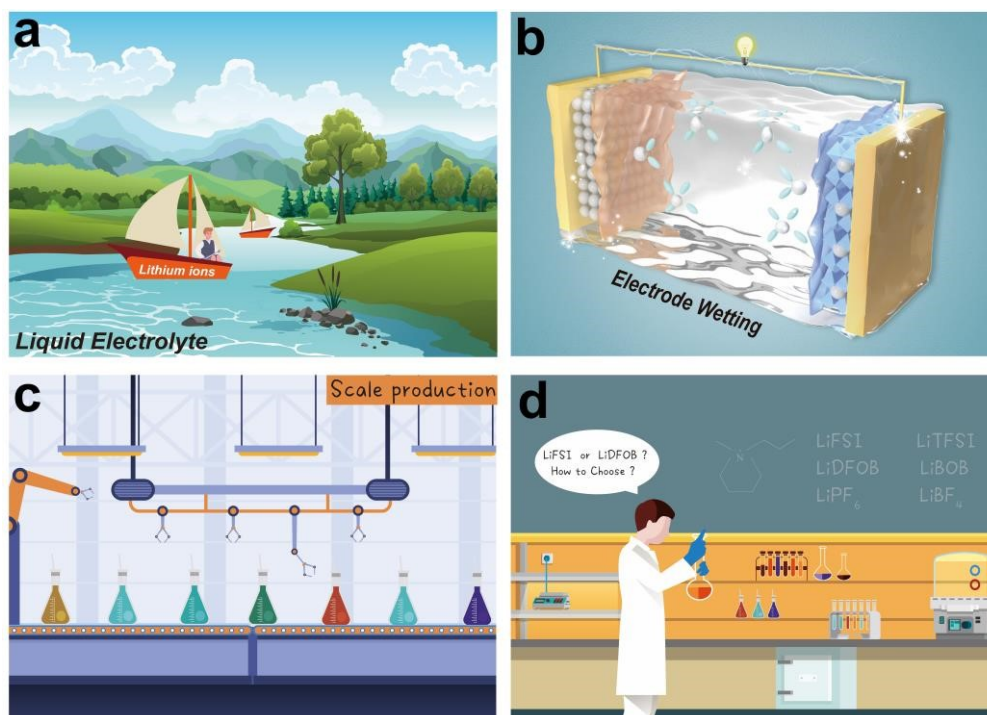 a
Lithium ions
Liquid Electrolyte
b
Electrode Wetting
c
Scale production
d
LiFSI or LiDFOB ?
How to Choose ?
N
LiFSI LiTFSI
LiDFOB LiBOB
LiPF₆ LiBF₄